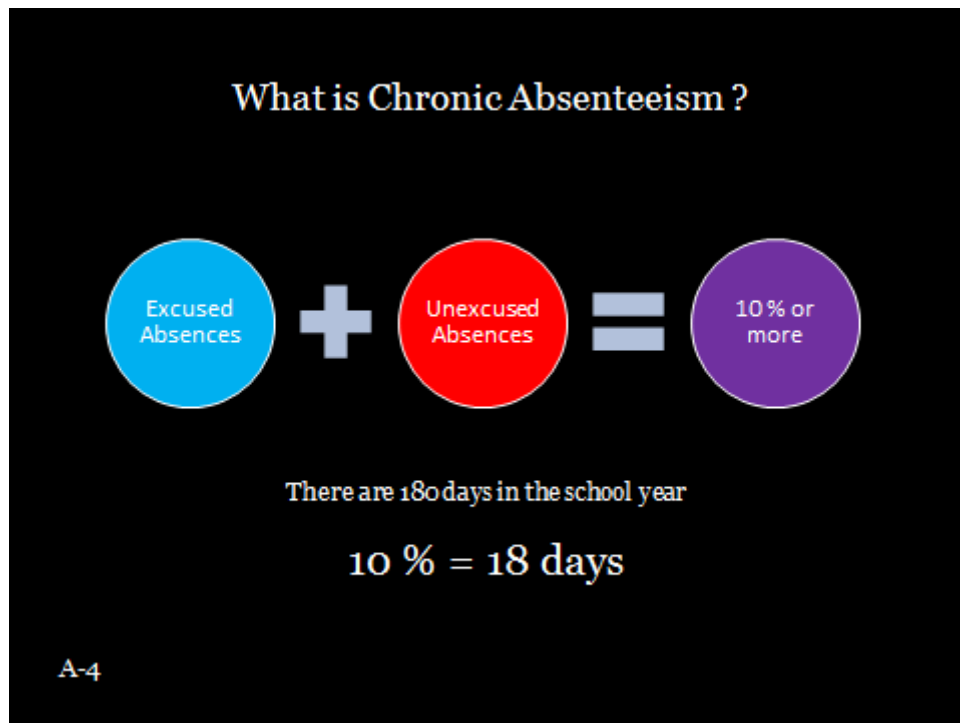 What is Chronic Absenteeism ?
Excused
Absences
Unexcused
Absences
10 % or
more
There are 180 days in the school year
10 % = 18 days
A-4